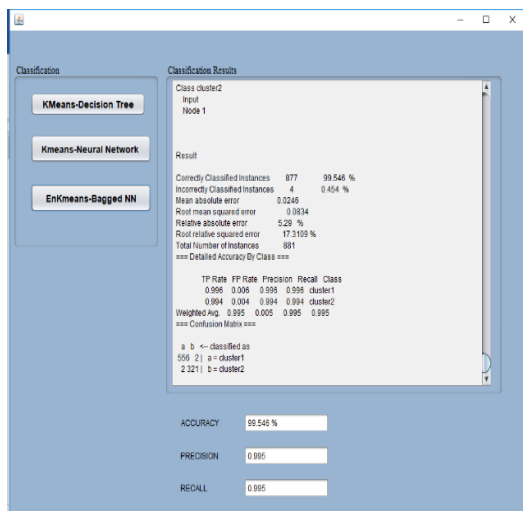 Classification
KMeans-Decision Tree
Kmeans-Neural Network
EnKmeans-Bagged NN
Classification Results
Class cluster2
Input
Node 1
Result
Correctly Classified Instances 877 99.546 %
Incorrectly Classified Instances 4 0.454 %
Mean absolute error 0.0246
Root mean squared error 0.0834
Relative absolute error 5.29 %
Root relative squared error 17.3109 %
Total Number of Instances 881
=== Detailed Accuracy By Class ===
TP Rate FP Rate Precision Recall Class
0.996 0.006 0.996 0.996 cluster1
0.994 0.004 0.994 0.994 cluster2
Weighted Avg. 0.995 0.005 0.995 0.995
=== Confusion Matrix ===
a b <-- classified as
556 2 | a = cluster1
2 321 | b = cluster2
ACCURACY 99.546 %
PRECISION 0.995
RECALL 0.995